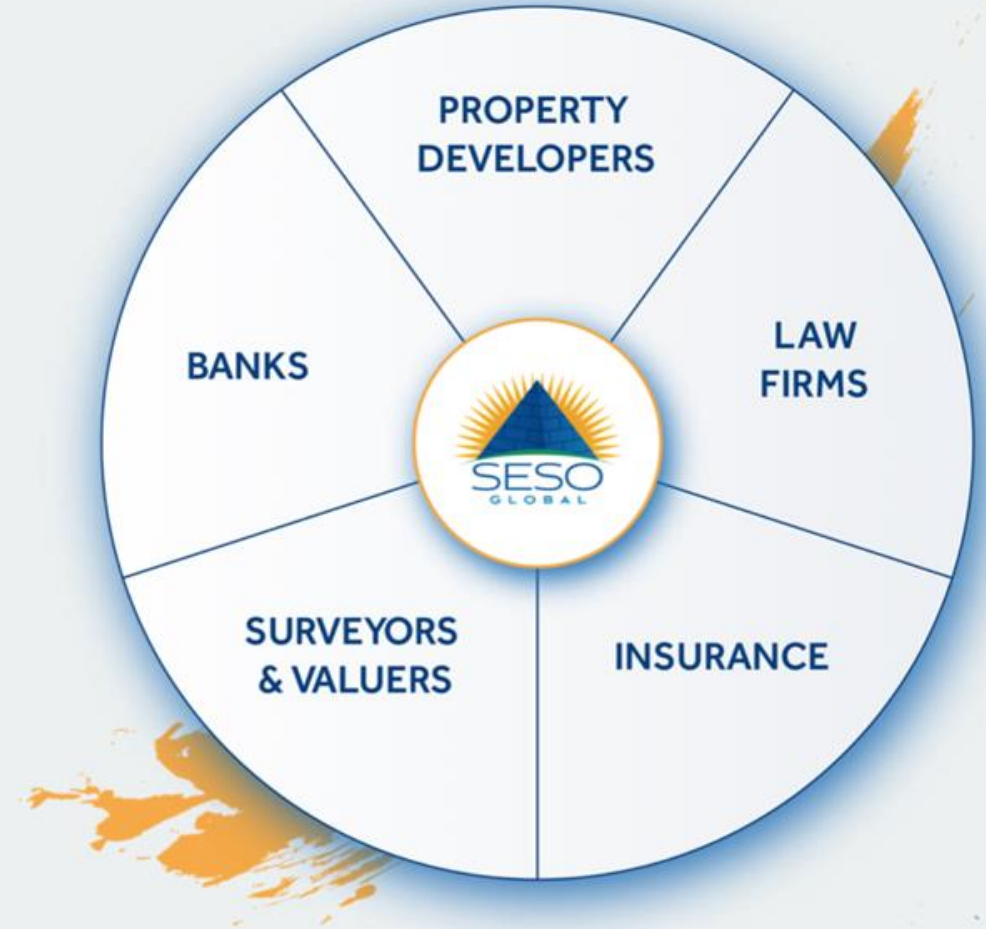 PROPERTY
DEVELOPERS
LAW
FIRMS
BANKS
SESO
GLOBAL
SURVEYORS
& VALUERS
INSURANCE